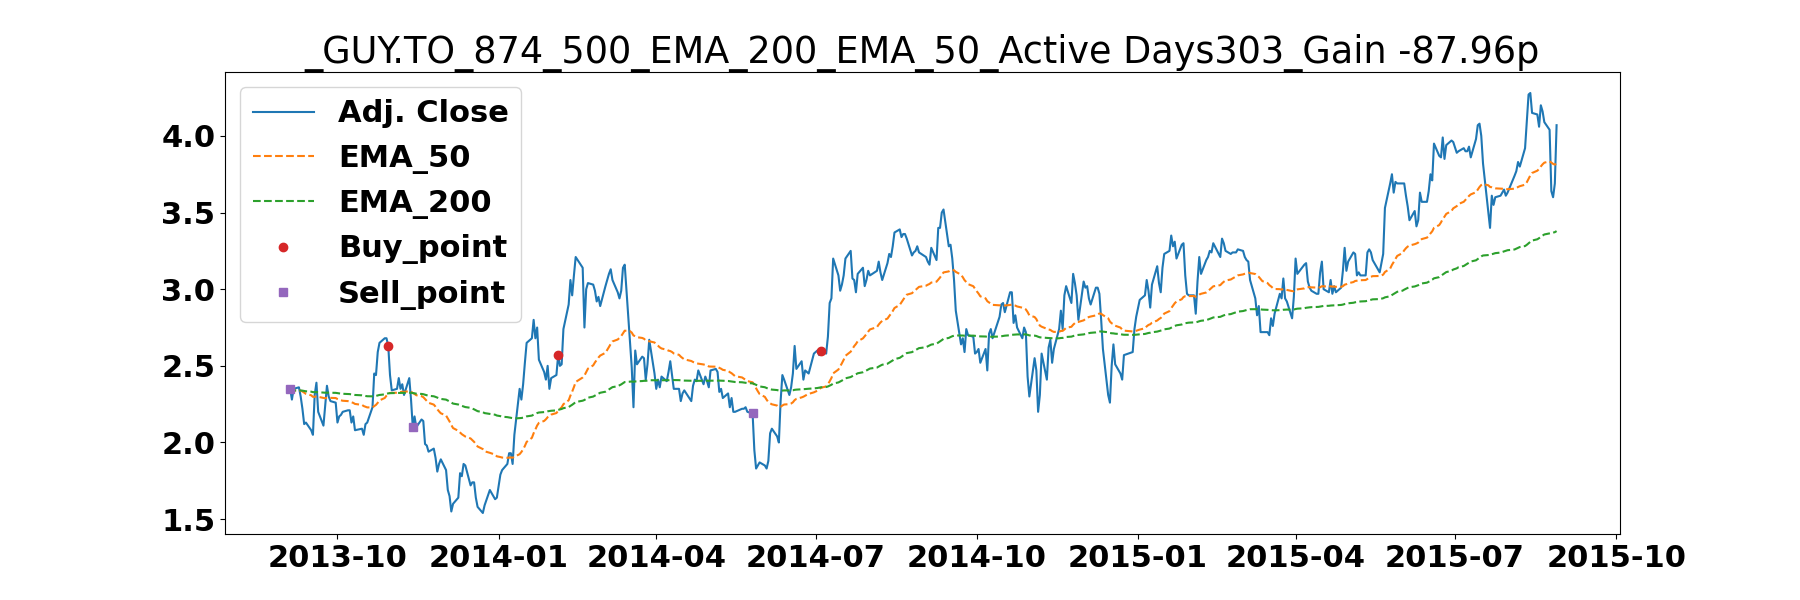 _GUY.TO_874_500_EMA_200_EMA_50_Active Days303_Gain -87.96p
Adj. Close
EMA_50
EMA_200
Buy_point
Sell_point
4.0
3.5
3.0
2.5
2.0
1.5
2013-10 2014-01 2014-04 2014-07 2014-10 2015-01 2015-04 2015-07 2015-10